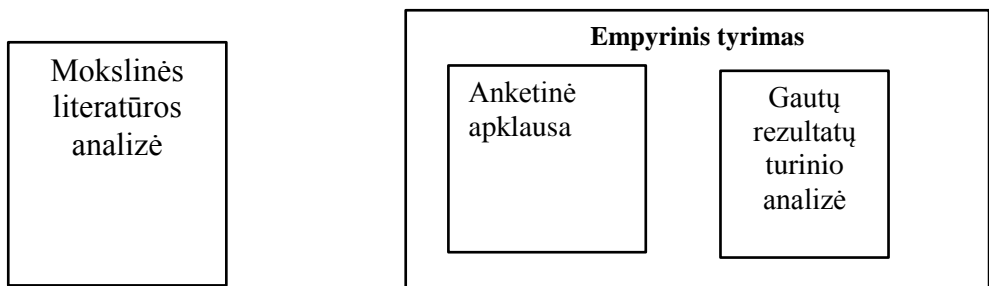 Mokslinės
literatūros
analizė
Empyrinis tyrimas
Anketinė
apklausa
Gautų
rezultatų
turinio
analizė